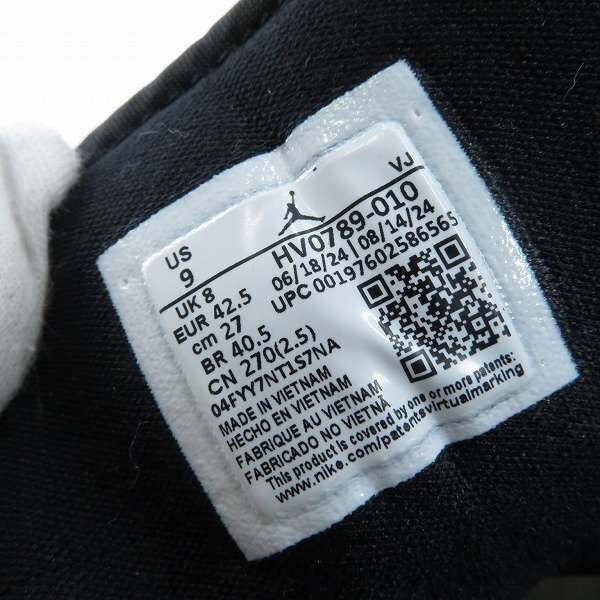 VJ
US
9
HV0789-010
06/18/24 | 08/14/24
UPC 00197602586565
UK 8
EUR 42.5
cm 27
BR 40.5
CN 270(2.5)
04FYY7NT1S7NA
MADE IN VIETNAM
HECHO EN VIETNAM
FABRIQUE AU VIETNAM
FABRICADO NO VIETNÃ
This product is covered by one or more patents:
www.nike.com/patentsvirtualmarking